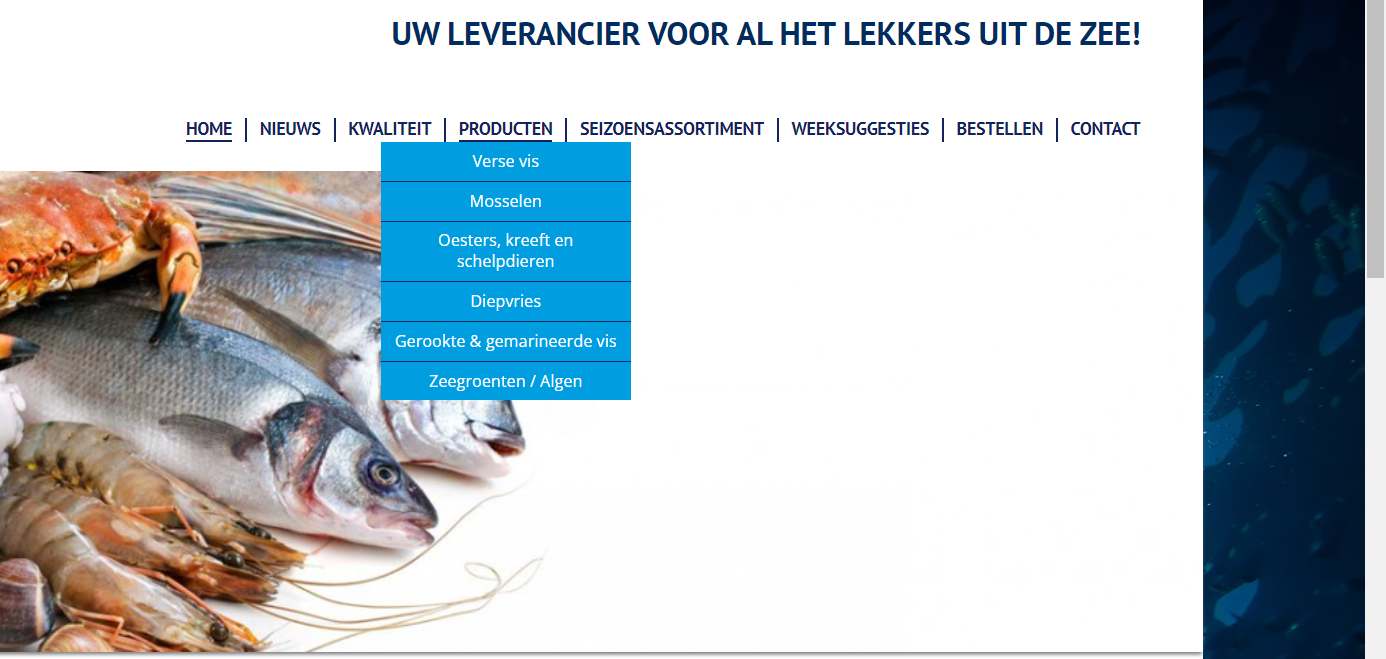 UW LEVERANCIER VOOR AL HET LEKKERS UIT DE ZEE!
HOME NIEUWS KWALITEIT PRODUCTEN SEIZOENSASSORTIMENT WEEKSUGGESTIES BESTELLEN CONTACT
Verse vis
Mosselen
Oesters, kreeft en
schelpdieren
Diepvries
Gerookte & gemarineerde vis
Zeegroenten / Algen